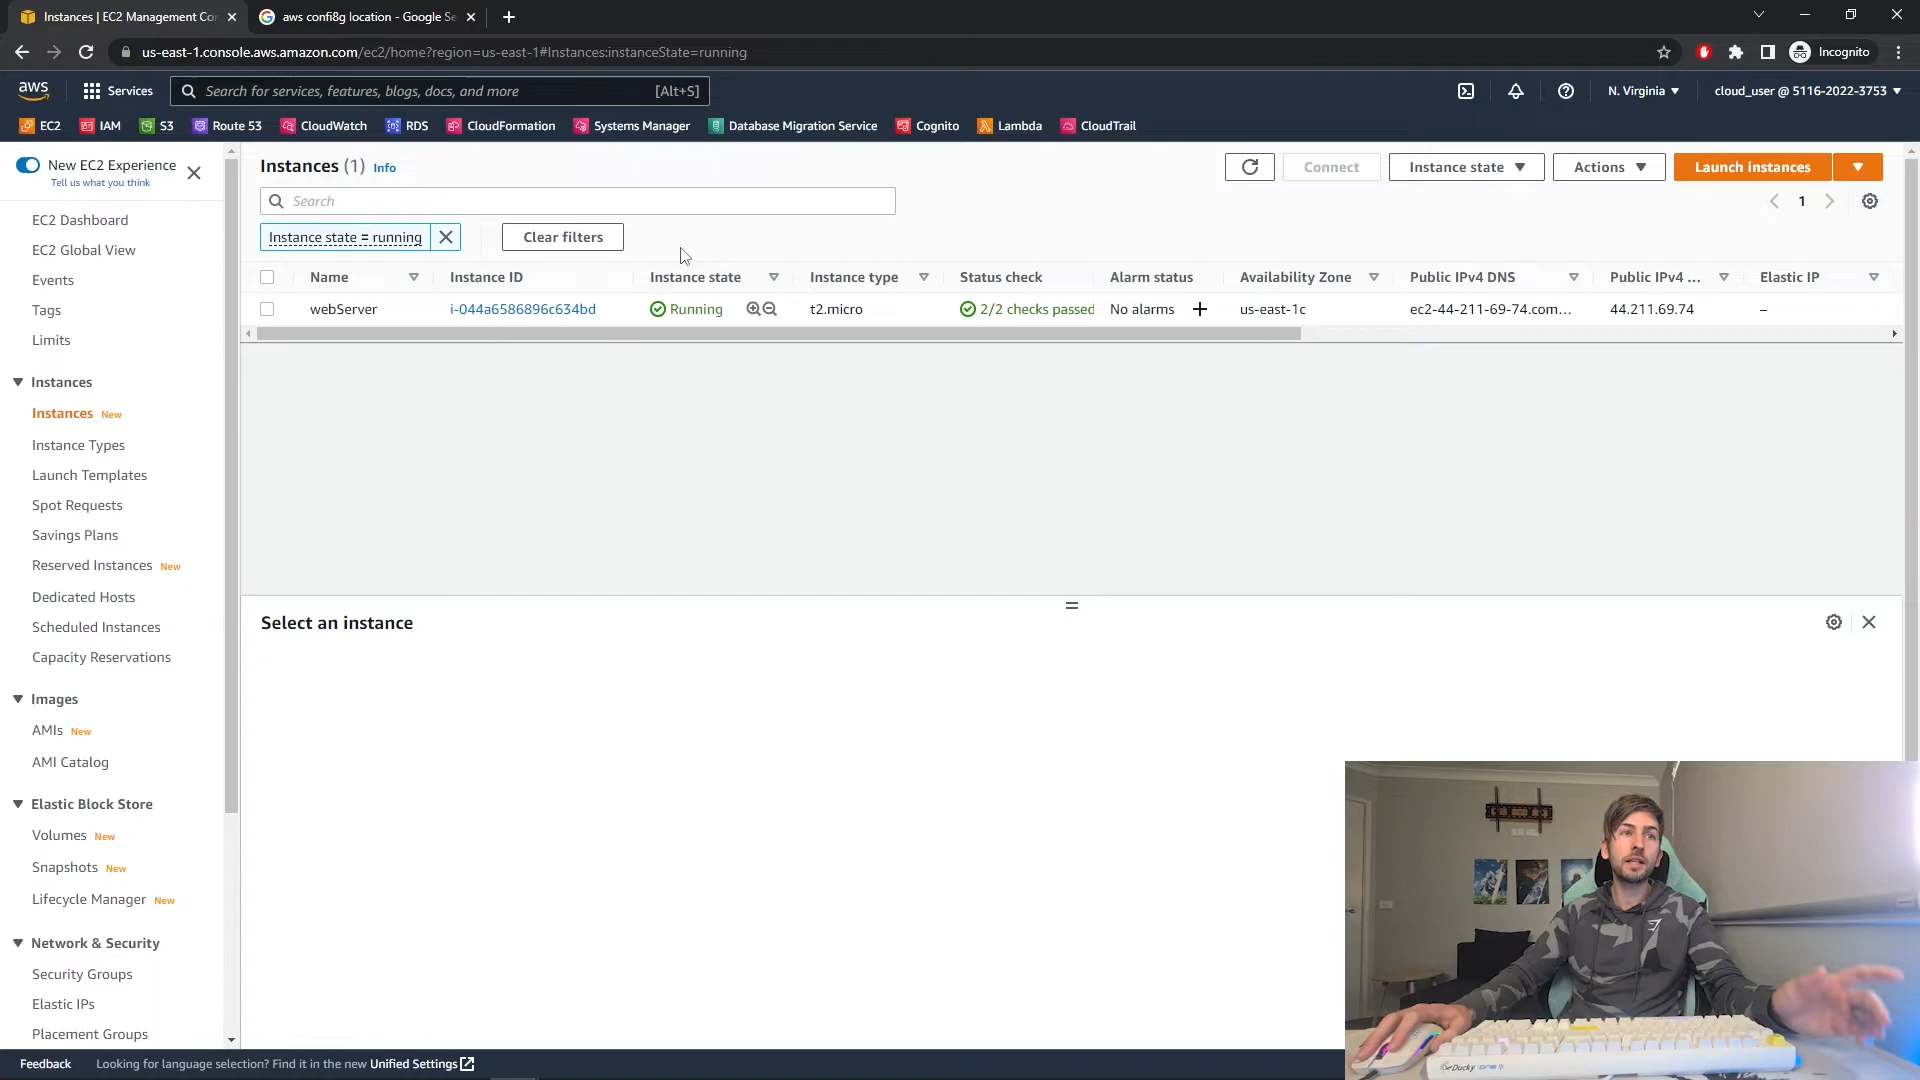 Instances | EC2 Management Con
aws confi8g location - Google Se
us-east-1.console.aws.amazon.com/ec2/home?region=us-east-1#Instances:instanceState=running
Incognito
aws
Services
Search for services, features, blogs, docs, and more
[Alt+S]
N. Virginia
cloud_user @ 5116-2022-3753
EC2
IAM
S3
Route 53
CloudWatch
RDS
CloudFormation
Systems Manager
Database Migration Service
Cognito
Lambda
CloudTrail
New EC2 Experience
Tell us what you think
EC2 Dashboard
EC2 Global View
Events
Tags
Limits
Instances
Instances New
Instance Types
Launch Templates
Spot Requests
Savings Plans
Reserved Instances New
Dedicated Hosts
Scheduled Instances
Capacity Reservations
Images
AMIs New
AMI Catalog
Elastic Block Store
Volumes New
Snapshots New
Lifecycle Manager New
Network & Security
Security Groups
Elastic IPs
Placement Groups
Instances (1) Info
Connect
Instance state
Actions
Launch instances
Search
1
Instance state = running
Clear filters
Name
Instance ID
Instance state
Instance type
Status check
Alarm status
Availability Zone
Public IPv4 DNS
Public IPv4 ...
Elastic IP
webServer
i-044a6586896c634bd
Running
t2.micro
2/2 checks passed
No alarms
us-east-1c
ec2-44-211-69-74.com...
44.211.69.74
–
Select an instance
Ducky
Feedback
Looking for language selection? Find it in the new Unified Settings